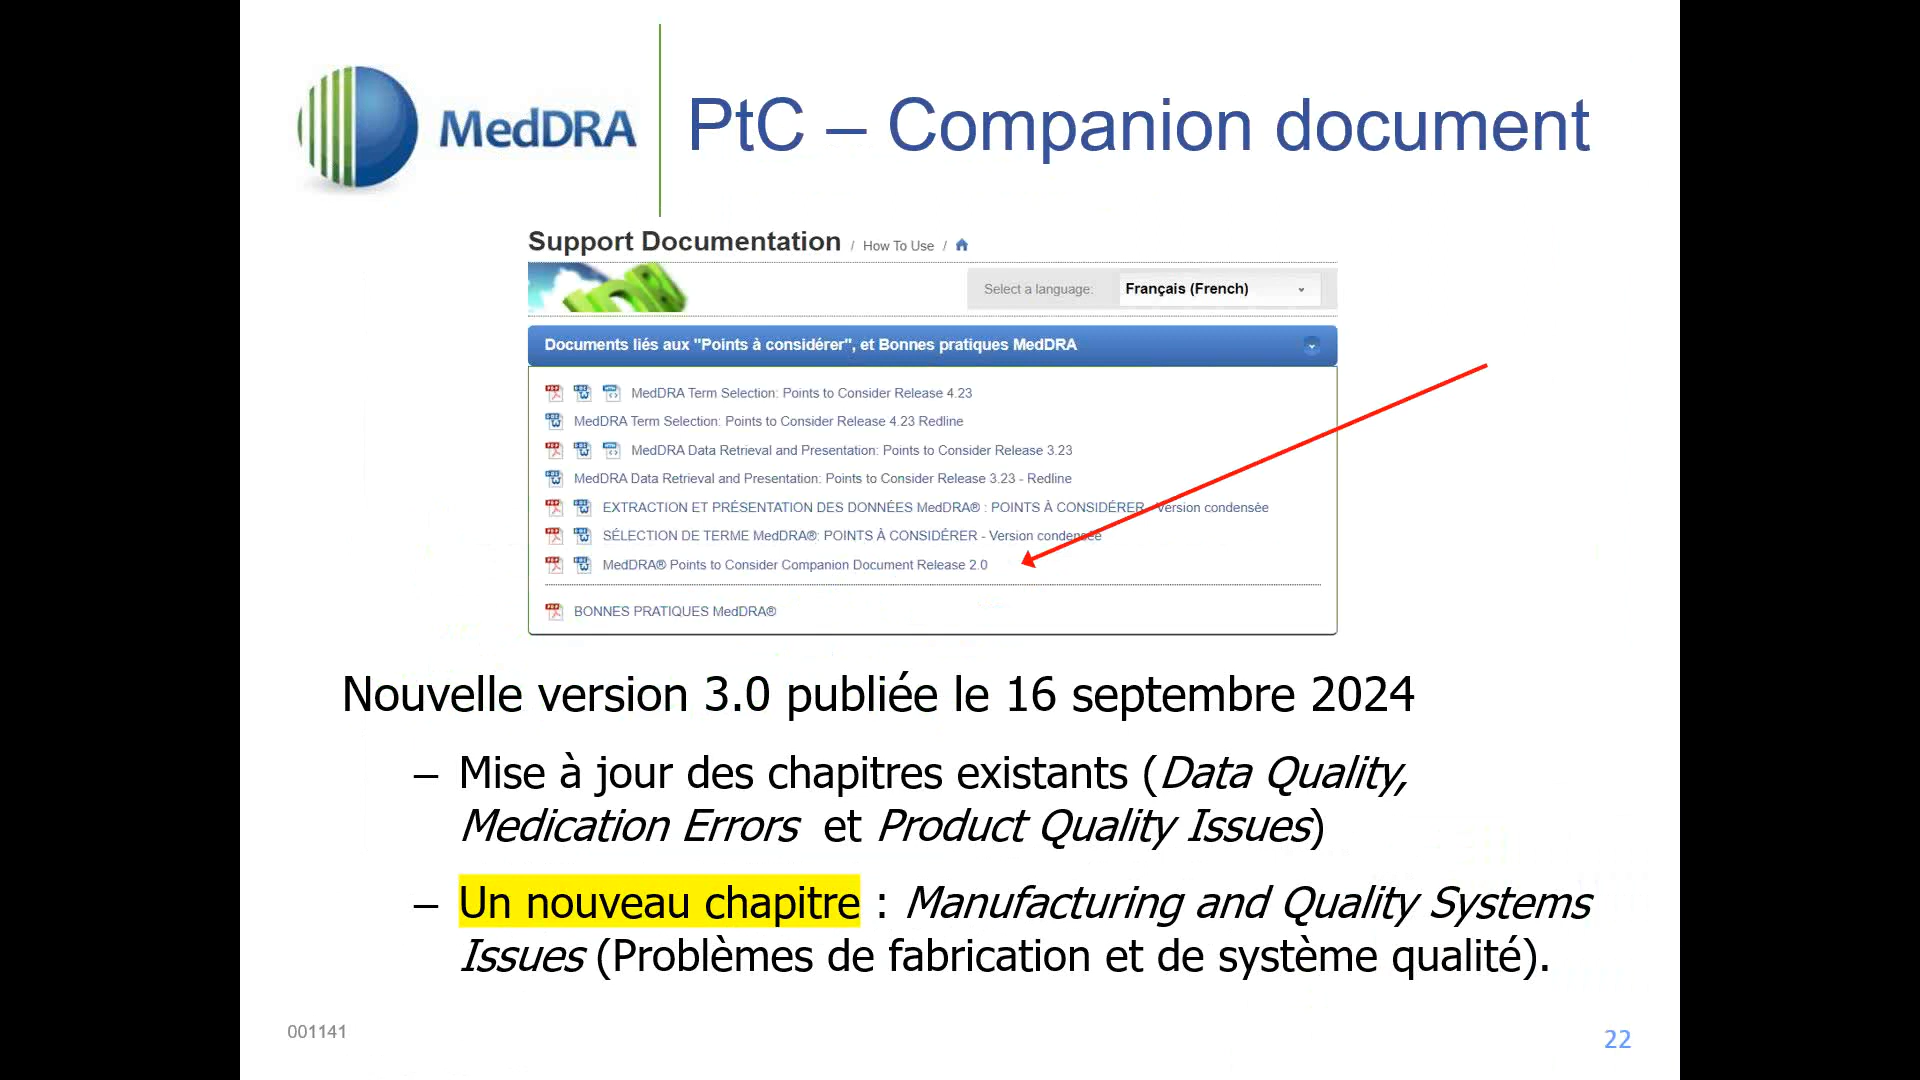 MedDRA
PtC – Companion document
Support Documentation / How To Use /
Select a language: Français (French)
Documents liés aux "Points à considérer", et Bonnes pratiques MedDRA
MedDRA Term Selection: Points to Consider Release 4.23
MedDRA Term Selection: Points to Consider Release 4.23 Redline
MedDRA Data Retrieval and Presentation: Points to Consider Release 3.23
MedDRA Data Retrieval and Presentation: Points to Consider Release 3.23 - Redline
EXTRACTION ET PRÉSENTATION DES DONNÉES MedDRA® : POINTS À CONSIDÉRER - Version condensée
SÉLECTION DE TERME MedDRA®: POINTS À CONSIDÉRER - Version condensée
MedDRA® Points to Consider Companion Document Release 2.0
BONNES PRATIQUES MedDRA®
Nouvelle version 3.0 publiée le 16 septembre 2024
– Mise à jour des chapitres existants (Data Quality,
Medication Errors et Product Quality Issues)
– Un nouveau chapitre : Manufacturing and Quality Systems
Issues (Problèmes de fabrication et de système qualité).
001141
22